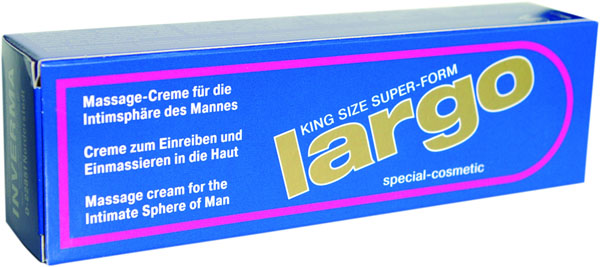 INVERMA
Massage-Creme für die
Intimsphäre des Mannes
Creme zum Einreiben und
Einmassieren in die Haut
Massage cream for the
Intimate Sphere of Man
KING SIZE SUPER-FORM
largo
special-cosmetic